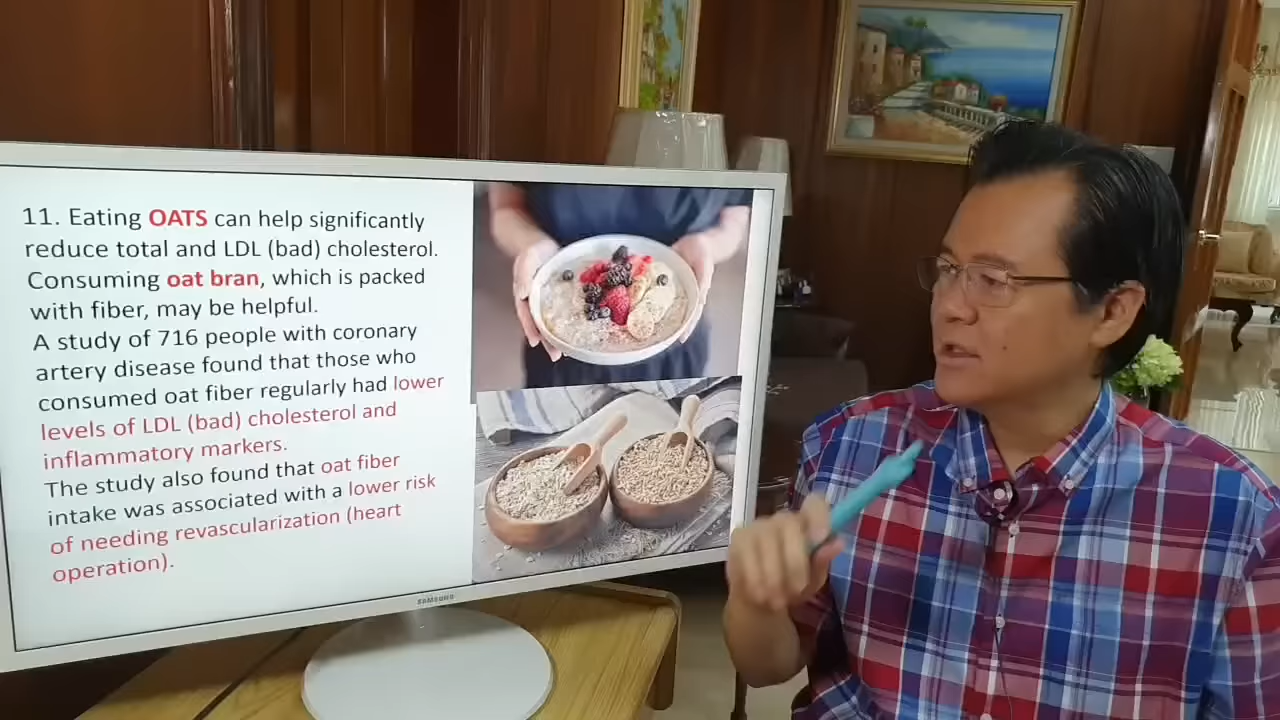 11. Eating OATS can help significantly
reduce total and LDL (bad) cholesterol.
Consuming oat bran, which is packed
with fiber, may be helpful.
A study of 716 people with coronary
artery disease found that those who
consumed oat fiber regularly had lower
levels of LDL (bad) cholesterol and
inflammatory markers.
The study also found that oat fiber
intake was associated with a lower risk
of needing revascularization (heart
operation).
SAMSUNG